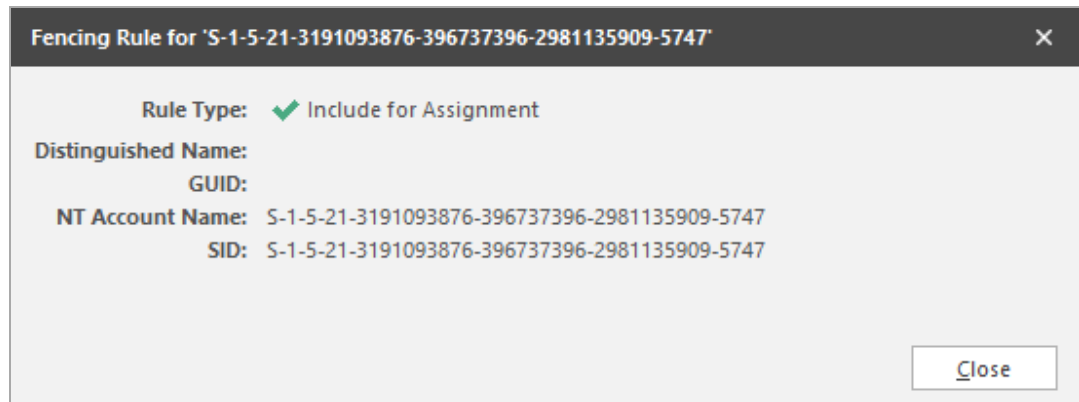 Fencing Rule for 'S-1-5-21-3191093876-396737396-2981135909-5747'
Rule Type: Include for Assignment
Distinguished Name:
GUID:
NT Account Name: S-1-5-21-3191093876-396737396-2981135909-5747
SID: S-1-5-21-3191093876-396737396-2981135909-5747
Close